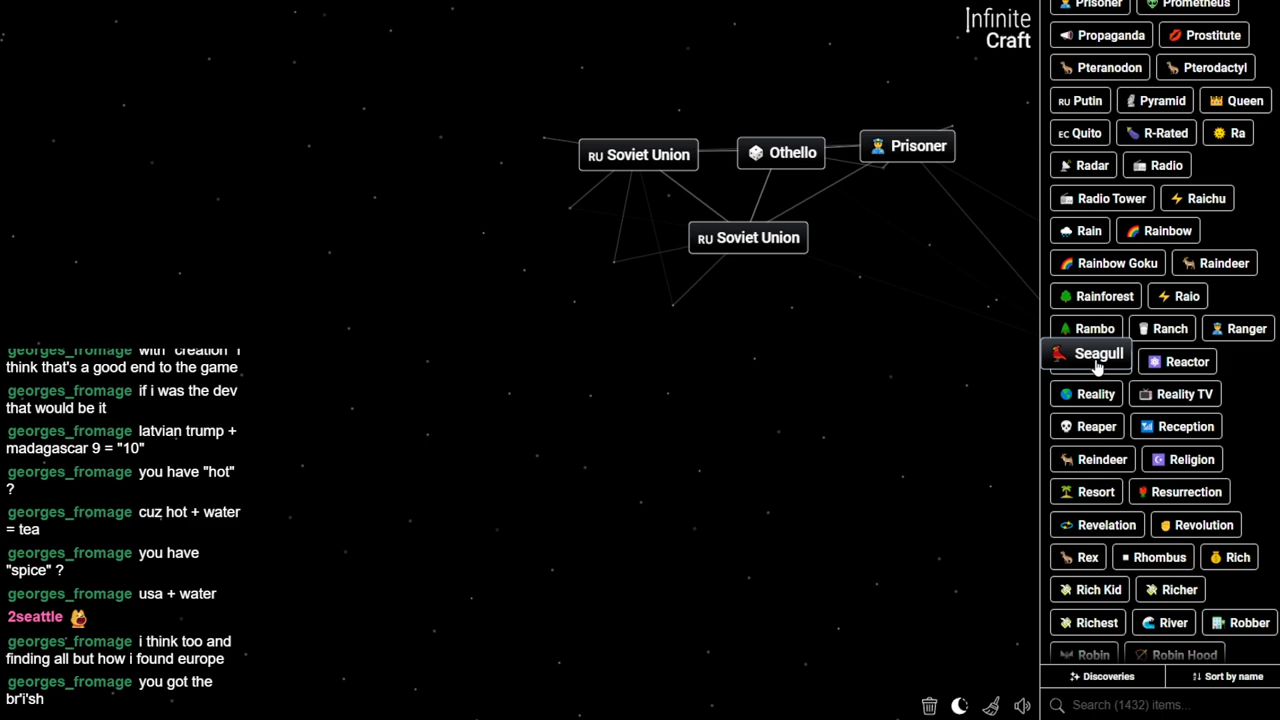 Infinite
Craft
RU Soviet Union
Othello
Prisoner
RU Soviet Union
Prisoner Prometheus
Propaganda Prostitute
Pteranodon Pterodactyl
RU Putin Pyramid Queen
EC Quito R-Rated Ra
Radar Radio
Radio Tower Raichu
Rain Rainbow
Rainbow Goku Raindeer
Rainforest Raio
Rambo Ranch Ranger
Seagull Reactor
Reality Reality TV
Reaper Reception
Reindeer Religion
Resort Resurrection
Revelation Revolution
Rex Rhombus Rich
Rich Kid Richer
Richest River Robber
Robin Robin Hood
Discoveries Sort by name
Search (1432) items...
georges_fromage with "creation" i
think that's a good end to the game
georges_fromage if i was the dev
that would be it
georges_fromage latvian trump +
madagascar 9 = "10"
georges_fromage you have "hot"
?
georges_fromage cuz hot + water
= tea
georges_fromage you have
"spice" ?
georges_fromage usa + water
2seattle
georges_fromage i think too and
finding all but how i found europe
georges_fromage you got the
br'i'sh